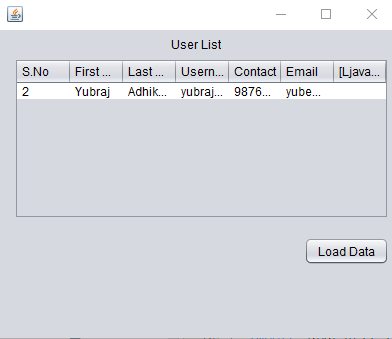 User List
S.No First ... Last ... Usern... Contact Email [Ljava...
2 Yubraj Adhik... yubraj... 9876... yube...
Load Data